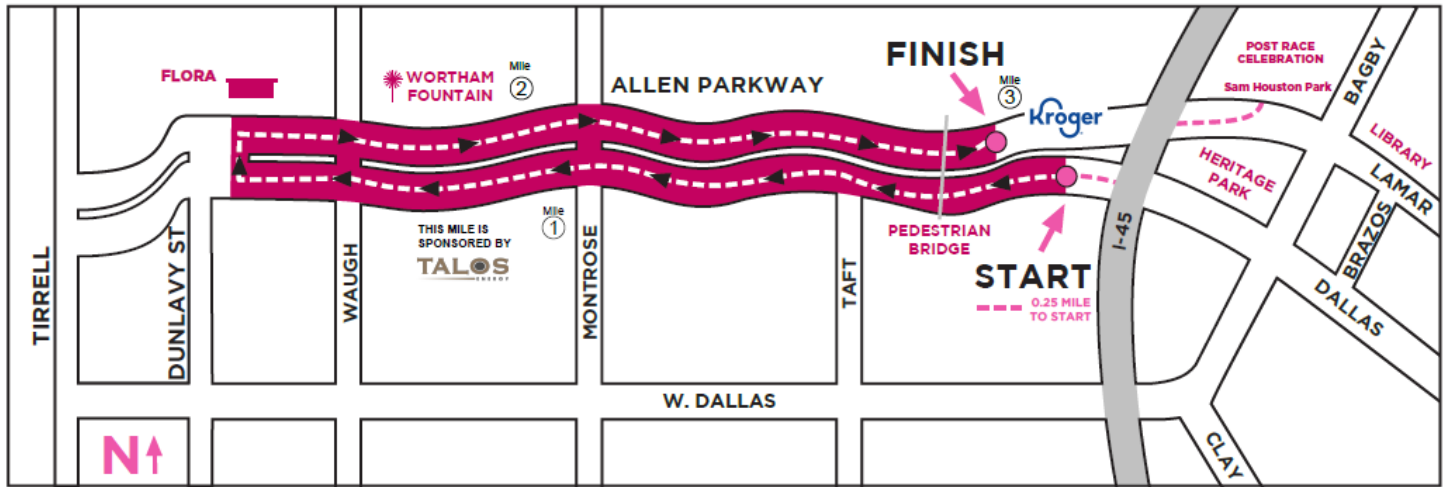 POST RACE
CELEBRATION
Sam Houston Park
BAGBY
FINISH
Mile
3
Kroger
ALLEN PARKWAY
Mile
2
WORTHAM
FOUNTAIN
FLORA
LIBRARY
LAMAR
HERITAGE
PARK
BRAZOS
DALLAS
I-45
PEDESTRIAN
BRIDGE
START
0.25 MILE
TO START
Mile
1
THIS MILE IS
SPONSORED BY
TALOS
ENERGY
TIRRELL
DUNLAVY ST
WAUGH
MONTROSE
TAFT
W. DALLAS
CLAY
N